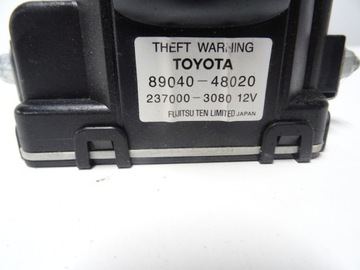 THEFT WARNING
TOYOTA
89040-48020
237000-3080 12V
FUJITSU TEN LIMITED JAPAN